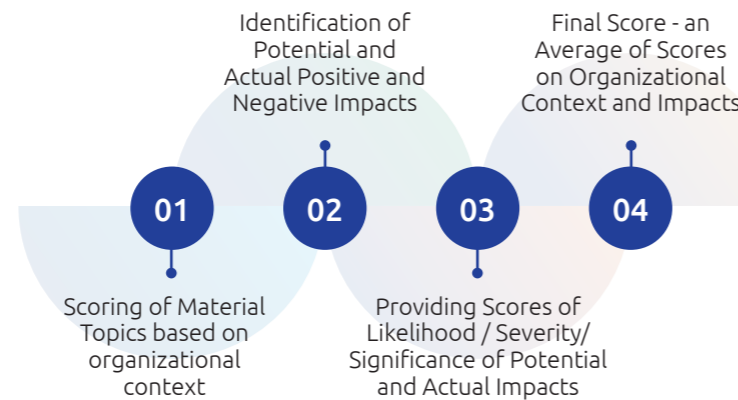 01
Scoring of Material
Topics based on
organizational
context
Identification of
Potential and
Actual Positive and
Negative Impacts
02
03
Providing Scores of
Likelihood / Severity/
Significance of Potential
and Actual Impacts
Final Score - an
Average of Scores
on Organizational
Context and Impacts
04